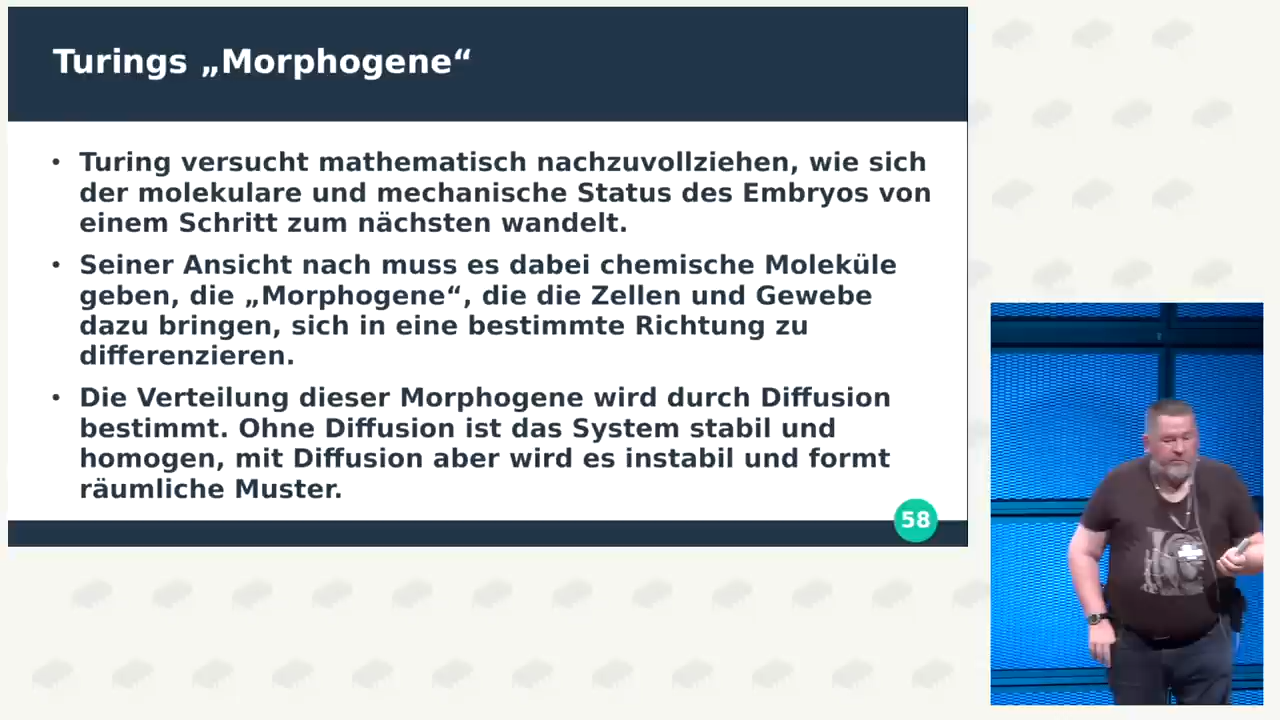 Turings „Morphogene“
• Turing versucht mathematisch nachzuvollziehen, wie sich
der molekulare und mechanische Status des Embryos von
einem Schritt zum nächsten wandelt.
• Seiner Ansicht nach muss es dabei chemische Moleküle
geben, die „Morphogene“, die die Zellen und Gewebe
dazu bringen, sich in eine bestimmte Richtung zu
differenzieren.
• Die Verteilung dieser Morphogene wird durch Diffusion
bestimmt. Ohne Diffusion ist das System stabil und
homogen, mit Diffusion aber wird es instabil und formt
räumliche Muster.
58